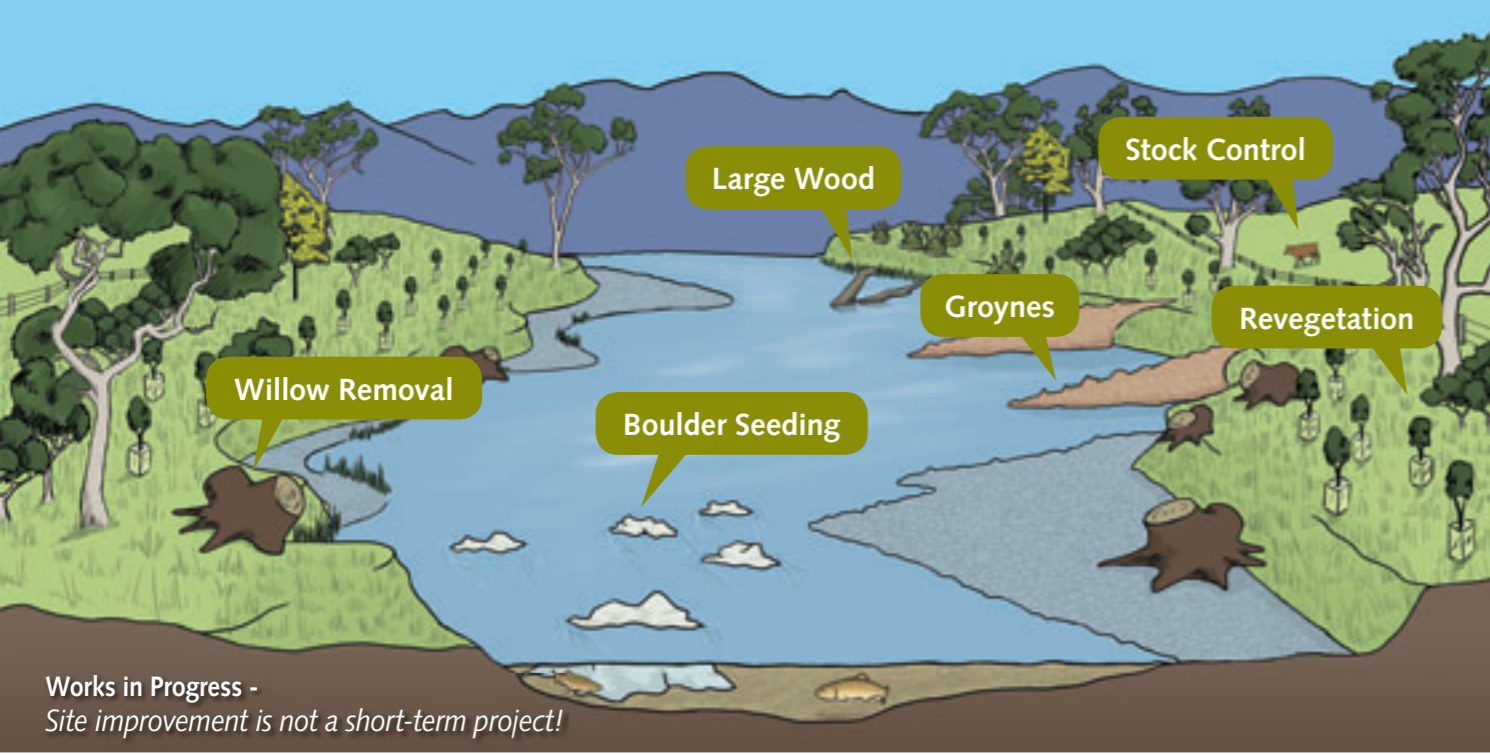 Stock Control
Large Wood
Groynes
Revegetation
Willow Removal
Boulder Seeding
Works in Progress -
Site improvement is not a short-term project!